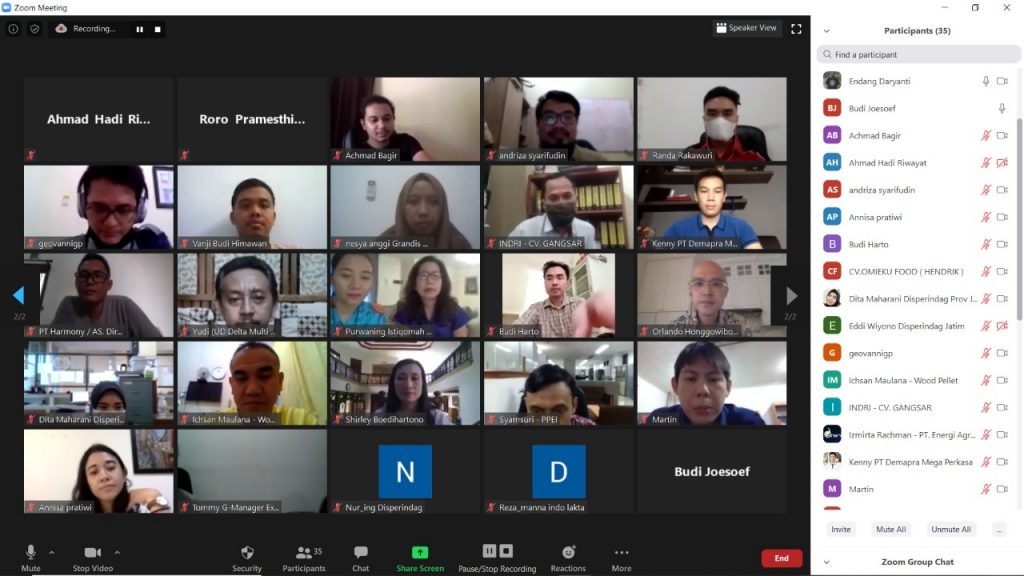 Zoom Meeting
Recording...
Speaker View
Ahmad Hadi Ri...
Roro Pramesthi...
Achmad Bagir
andriza syarifudin
Randa Rakawuri
geovannigp
Vanji Budi Himawan
nesya anggi Grandis ...
INDRI - CV. GANGSAR
Kenny PT Demapra M...
2/2
2/2
PT Harmony / AS. Dir...
Yudi (UD Delta Multi ...
Purwaning Istiqomah ...
Budi Harto
Orlando Honggowibo...
Dita Maharani Disperi...
Ichsan Maulana - Wo...
Shirley Boedihartono
Syamsuri - PPEI
Martin
N
D
Budi Joesoef
Annisa pratiwi
Tommy G-Manager Ex...
Nur_ing Disperindag
Reza_manna indo lakta
Mute
Stop Video
Security
35
Participants
Chat
Share Screen
Pause/Stop Recording
Reactions
More
End
Participants (35)
Find a participant
Endang Daryanti
BJ Budi Joesoef
AB Achmad Bagir
AH Ahmad Hadi Riwayat
AS andriza syarifudin
AP Annisa pratiwi
B Budi Harto
CF CV.OMIEKU FOOD ( HENDRIK )
Dita Maharani Disperindag Prov J...
E Eddi Wiyono Disperindag Jatim
G geovannigp
IM Ichsan Maulana - Wood Pellet
I INDRI - CV. GANGSAR
Izmirta Rachman - PT. Energi Agr...
Kenny PT Demapra Mega Perkasa
M Martin
Invite
Mute All
Unmute All
...
Zoom Group Chat